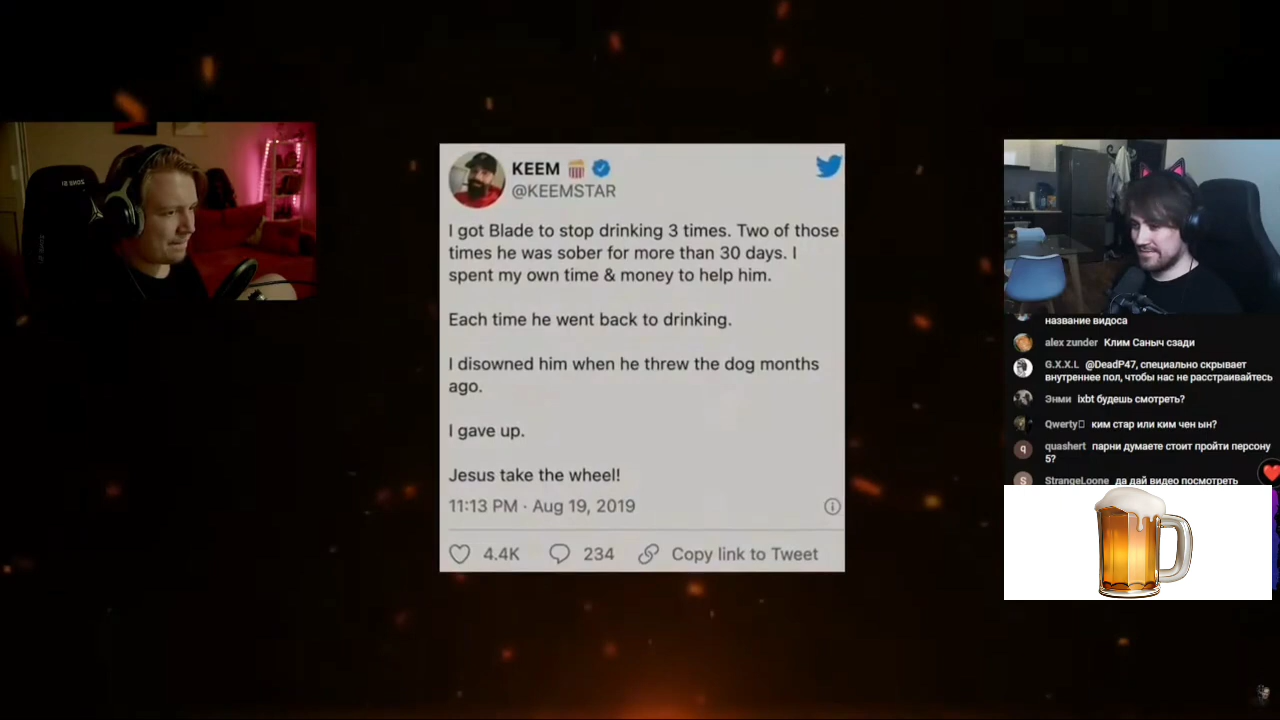 KEEM
@KEEMSTAR
I got Blade to stop drinking 3 times. Two of those
times he was sober for more than 30 days. I
spent my own time & money to help him.
Each time he went back to drinking.
I disowned him when he threw the dog months
ago.
I gave up.
Jesus take the wheel!
11:13 PM · Aug 19, 2019
4.4K 234 Copy link to Tweet
название видоса
alex zunder Клим Саныч сзади
G.X.X.L @DeadP47, специально скрывает
внутреннее пол, чтобы нас не расстраивайтесь
Энми ixbt будешь смотреть?
Qwerty ким стар или ким чен ын?
q quashert парни думаете стоит пройти персону
5?
S StrangeLoone да дай видео посмотреть